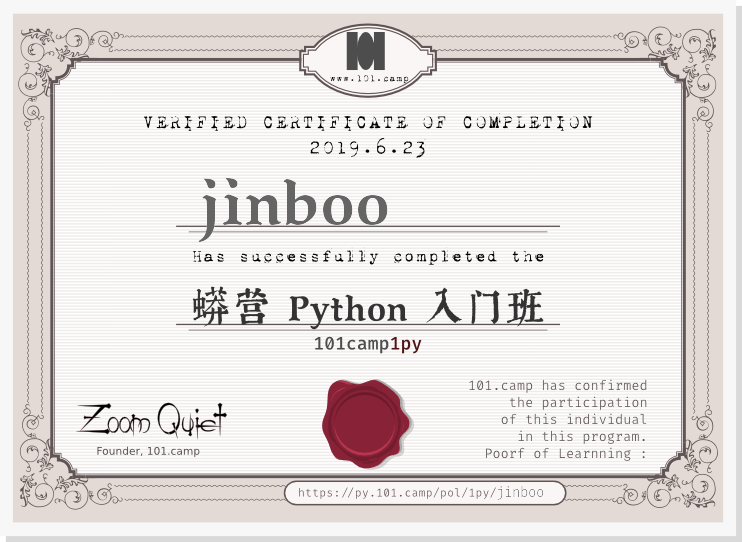 101
www.101.camp
VERIFIED CERTIFICATE OF COMPLETION
2019.6.23
jinboo
Has successfully completed the
蟒营 Python 入门班
101camp1py
Zoom Quiet
Founder, 101.camp
101.camp has confirmed
the participation
of this individual
in this program.
Poorf of Learnning :
https://py.101.camp/pol/1py/jinboo